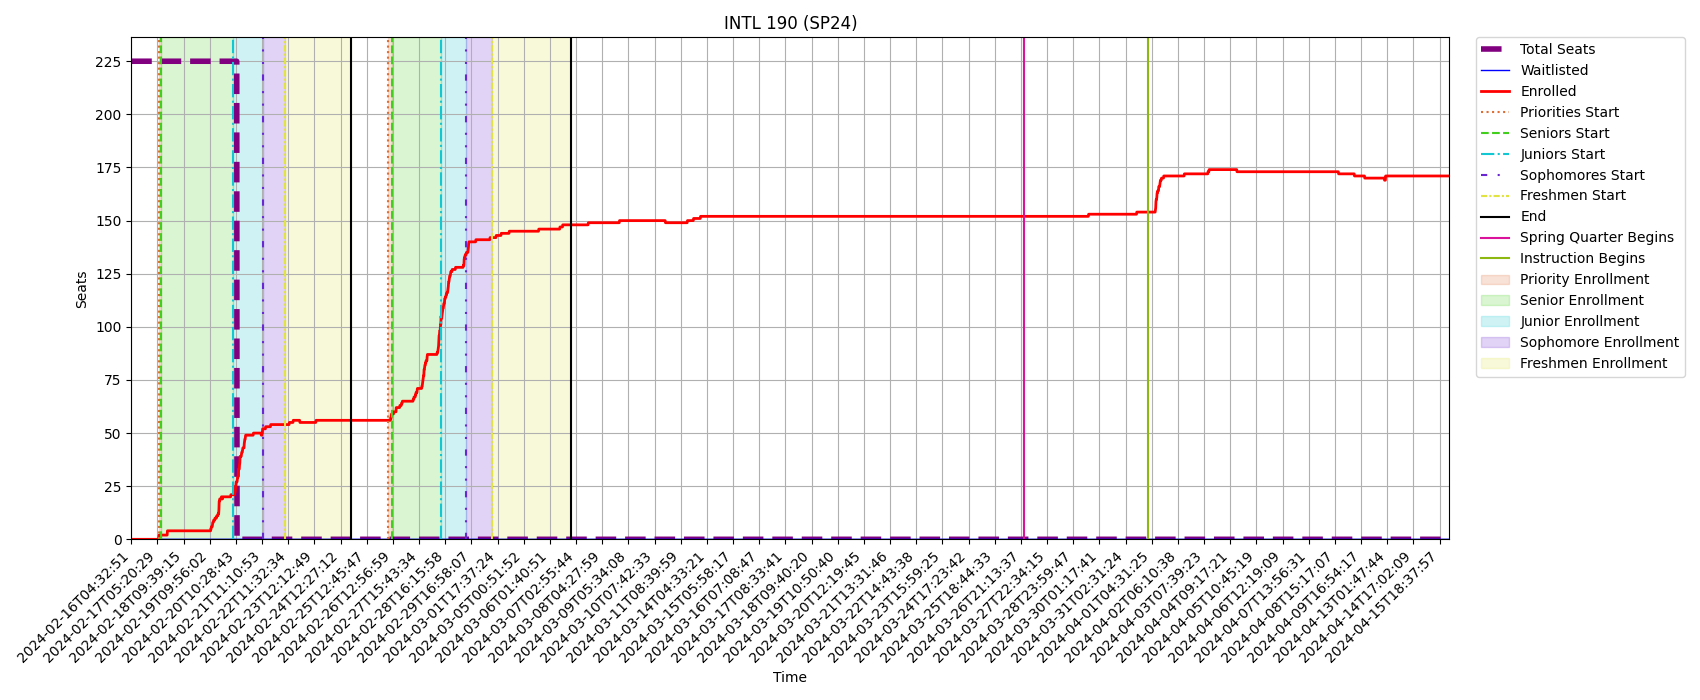 INTL 190 (SP24)
Seats
225
200
175
150
125
100
75
50
25
0
2024-02-16T04:32:51
2024-02-17T05:20:29
2024-02-18T09:39:15
2024-02-19T09:56:02
2024-02-20T10:28:43
2024-02-21T11:10:53
2024-02-22T11:32:34
2024-02-23T12:12:49
2024-02-24T12:27:12
2024-02-25T12:45:47
2024-02-26T12:56:59
2024-02-27T15:43:34
2024-02-28T16:15:58
2024-02-29T16:58:07
2024-03-01T17:37:24
2024-03-05T00:51:52
2024-03-06T01:40:51
2024-03-07T02:55:44
2024-03-08T04:27:59
2024-03-09T05:34:08
2024-03-10T07:42:33
2024-03-11T08:39:59
2024-03-14T04:33:21
2024-03-15T05:58:17
2024-03-16T07:08:47
2024-03-17T08:33:41
2024-03-18T09:40:20
2024-03-19T10:50:40
2024-03-20T12:19:45
2024-03-21T13:31:46
2024-03-22T14:43:38
2024-03-23T15:59:25
2024-03-24T17:23:42
2024-03-25T18:44:33
2024-03-26T21:13:37
2024-03-27T22:34:15
2024-03-28T23:59:47
2024-03-30T01:17:41
2024-03-31T02:31:24
2024-04-01T04:31:25
2024-04-02T06:10:38
2024-04-03T07:39:23
2024-04-04T09:17:21
2024-04-05T10:45:19
2024-04-06T12:19:09
2024-04-07T13:56:31
2024-04-08T15:17:07
2024-04-09T16:54:17
2024-04-13T01:47:44
2024-04-14T17:02:09
2024-04-15T18:37:57
Time
Total Seats
Waitlisted
Enrolled
Priorities Start
Seniors Start
Juniors Start
Sophomores Start
Freshmen Start
End
Spring Quarter Begins
Instruction Begins
Priority Enrollment
Senior Enrollment
Junior Enrollment
Sophomore Enrollment
Freshmen Enrollment